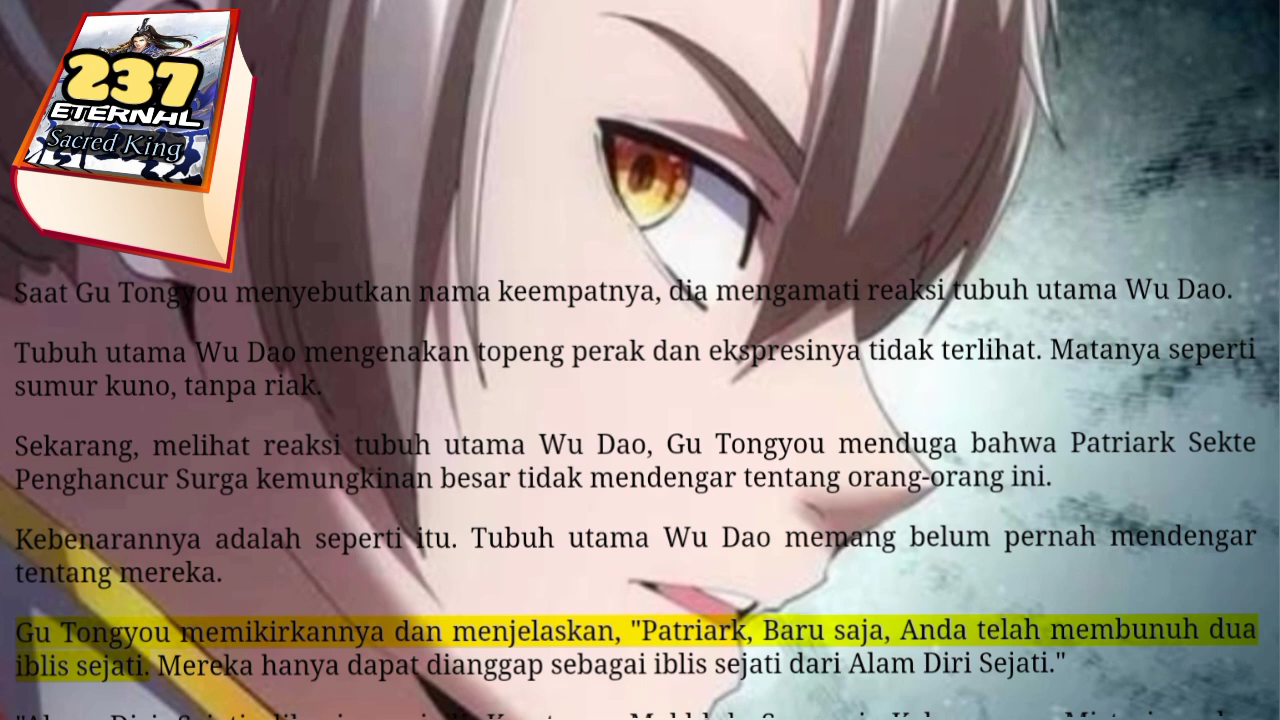 237
ETERNAL
Sacred King
Saat Gu Tongyou menyebutkan nama keempatnya, dia mengamati reaksi tubuh utama Wu Dao.
Tubuh utama Wu Dao mengenakan topeng perak dan ekspresinya tidak terlihat. Matanya seperti
sumur kuno, tanpa riak.
Sekarang, melihat reaksi tubuh utama Wu Dao, Gu Tongyou menduga bahwa Patriark Sekte
Penghancur Surga kemungkinan besar tidak mendengar tentang orang-orang ini.
Kebenarannya adalah seperti itu. Tubuh utama Wu Dao memang belum pernah mendengar
tentang mereka.
Gu Tongyou memikirkannya dan menjelaskan, "Patriark, Baru saja, Anda telah membunuh dua
iblis sejati. Mereka hanya dapat dianggap sebagai iblis sejati dari Alam Diri Sejati."